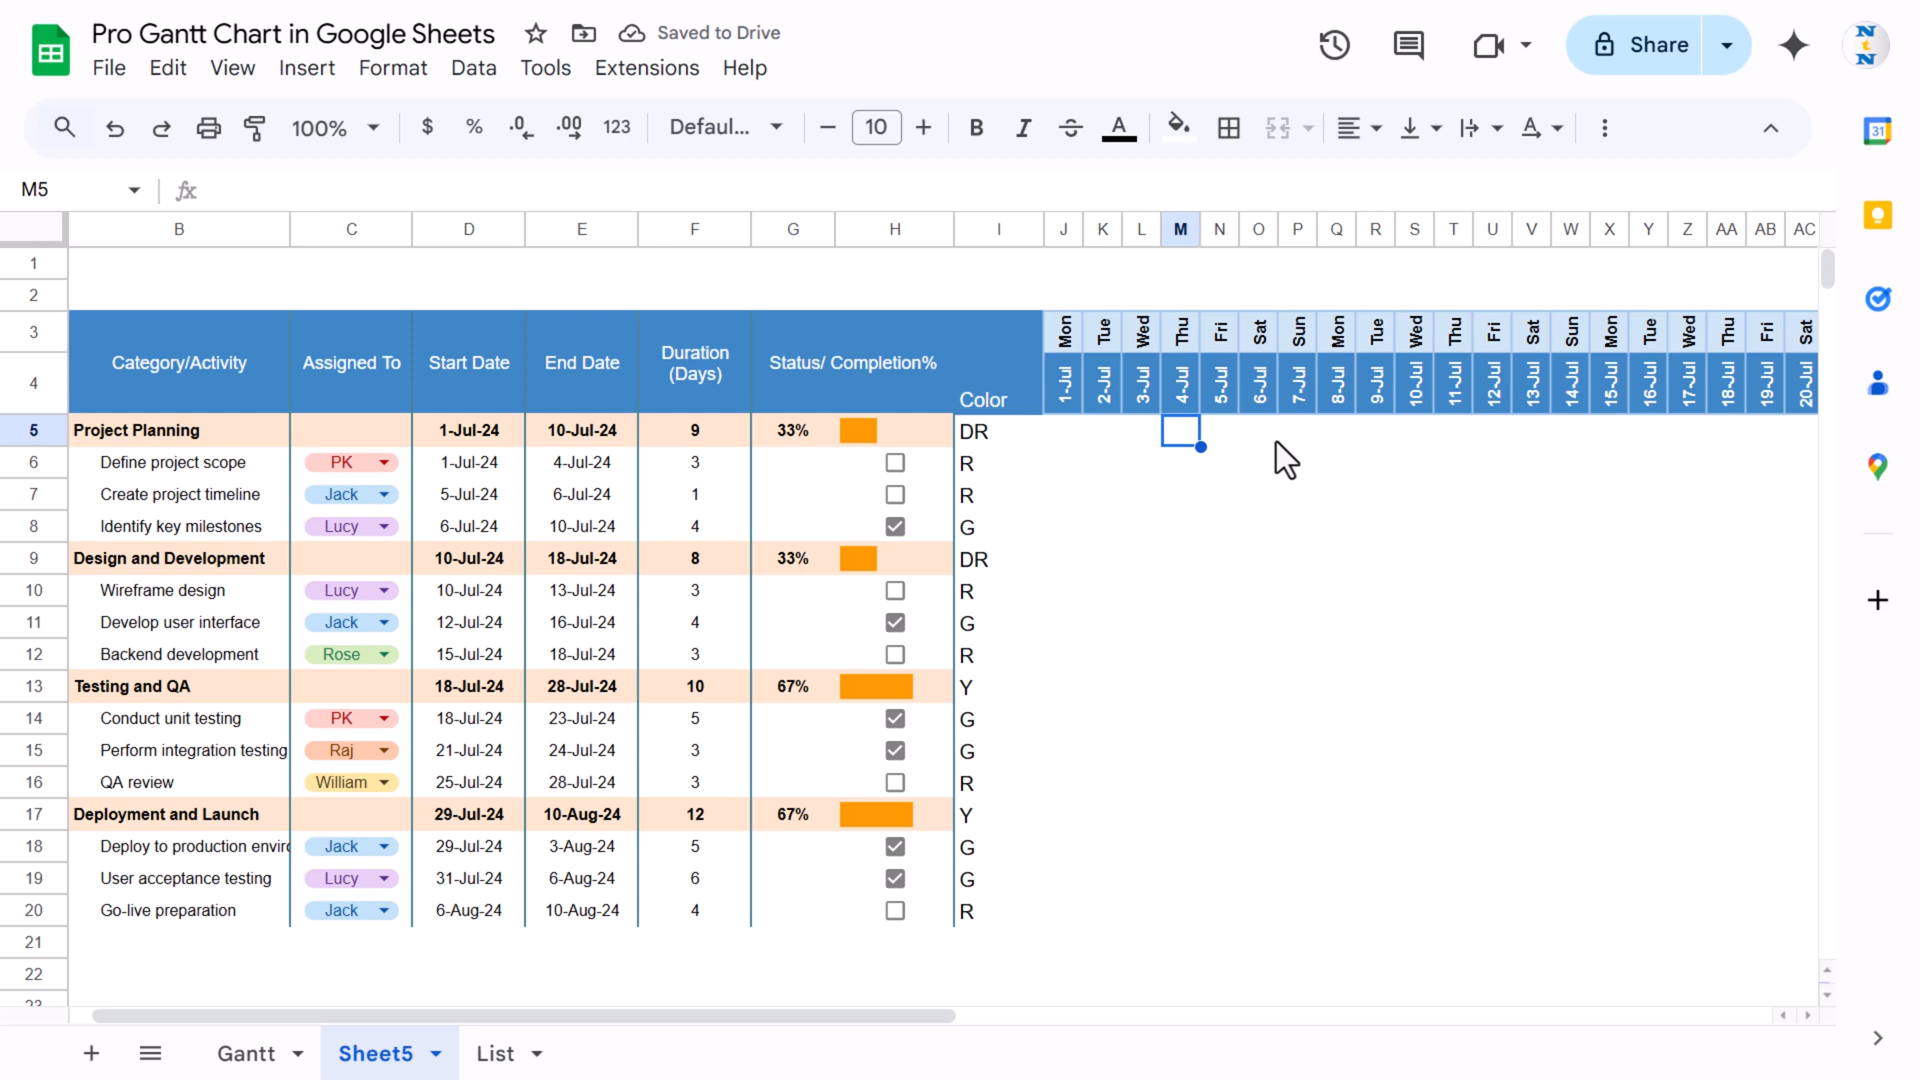 Pro Gantt Chart in Google Sheets Saved to Drive
File Edit View Insert Format Data Tools Extensions Help
Share
N t N
100% $ % .0 .00 123 Defaul... 10 B I A A
31
M5 fx
B C D E F G H I J K L M N O P Q R S T U V W X Y Z AA AB AC
1
2
3 Mon Tue Wed Thu Fri Sat Sun Mon Tue Wed Thu Fri Sat Sun Mon Tue Wed Thu Fri Sat
4 Category/Activity Assigned To Start Date End Date Duration (Days) Status/ Completion% Color 1-Jul 2-Jul 3-Jul 4-Jul 5-Jul 6-Jul 7-Jul 8-Jul 9-Jul 10-Jul 11-Jul 12-Jul 13-Jul 14-Jul 15-Jul 16-Jul 17-Jul 18-Jul 19-Jul 20-Jul
5 Project Planning 1-Jul-24 10-Jul-24 9 33% DR
6 Define project scope PK 1-Jul-24 4-Jul-24 3 R
7 Create project timeline Jack 5-Jul-24 6-Jul-24 1 R
8 Identify key milestones Lucy 6-Jul-24 10-Jul-24 4 G
9 Design and Development 10-Jul-24 18-Jul-24 8 33% DR
10 Wireframe design Lucy 10-Jul-24 13-Jul-24 3 R
11 Develop user interface Jack 12-Jul-24 16-Jul-24 4 G
12 Backend development Rose 15-Jul-24 18-Jul-24 3 R
13 Testing and QA 18-Jul-24 28-Jul-24 10 67% Y
14 Conduct unit testing PK 18-Jul-24 23-Jul-24 5 G
15 Perform integration testing Raj 21-Jul-24 24-Jul-24 3 G
16 QA review William 25-Jul-24 28-Jul-24 3 R
17 Deployment and Launch 29-Jul-24 10-Aug-24 12 67% Y
18 Deploy to production enviro Jack 29-Jul-24 3-Aug-24 5 G
19 User acceptance testing Lucy 31-Jul-24 6-Aug-24 6 G
20 Go-live preparation Jack 6-Aug-24 10-Aug-24 4 R
21
22
23
Gantt Sheet5 List